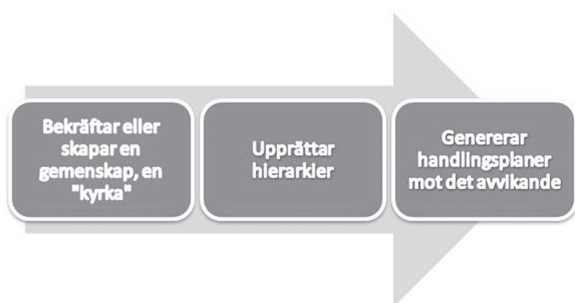 Bekräftar eller
skapar en
gemenskap, en
"kyrka"
Upprättar
hierarkier
Genererar
handlingsplaner
mot det avvikande